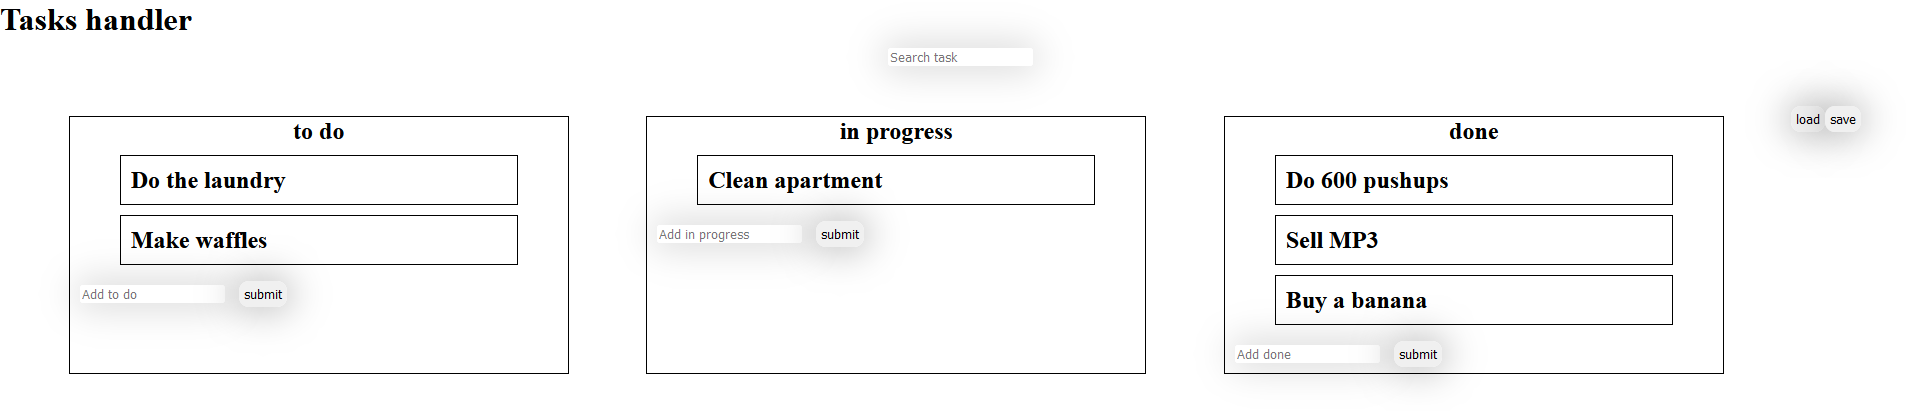 Tasks handler
Search task
load save
to do
Do the laundry
Make waffles
Add to do submit
in progress
Clean apartment
Add in progress submit
done
Do 600 pushups
Sell MP3
Buy a banana
Add done submit